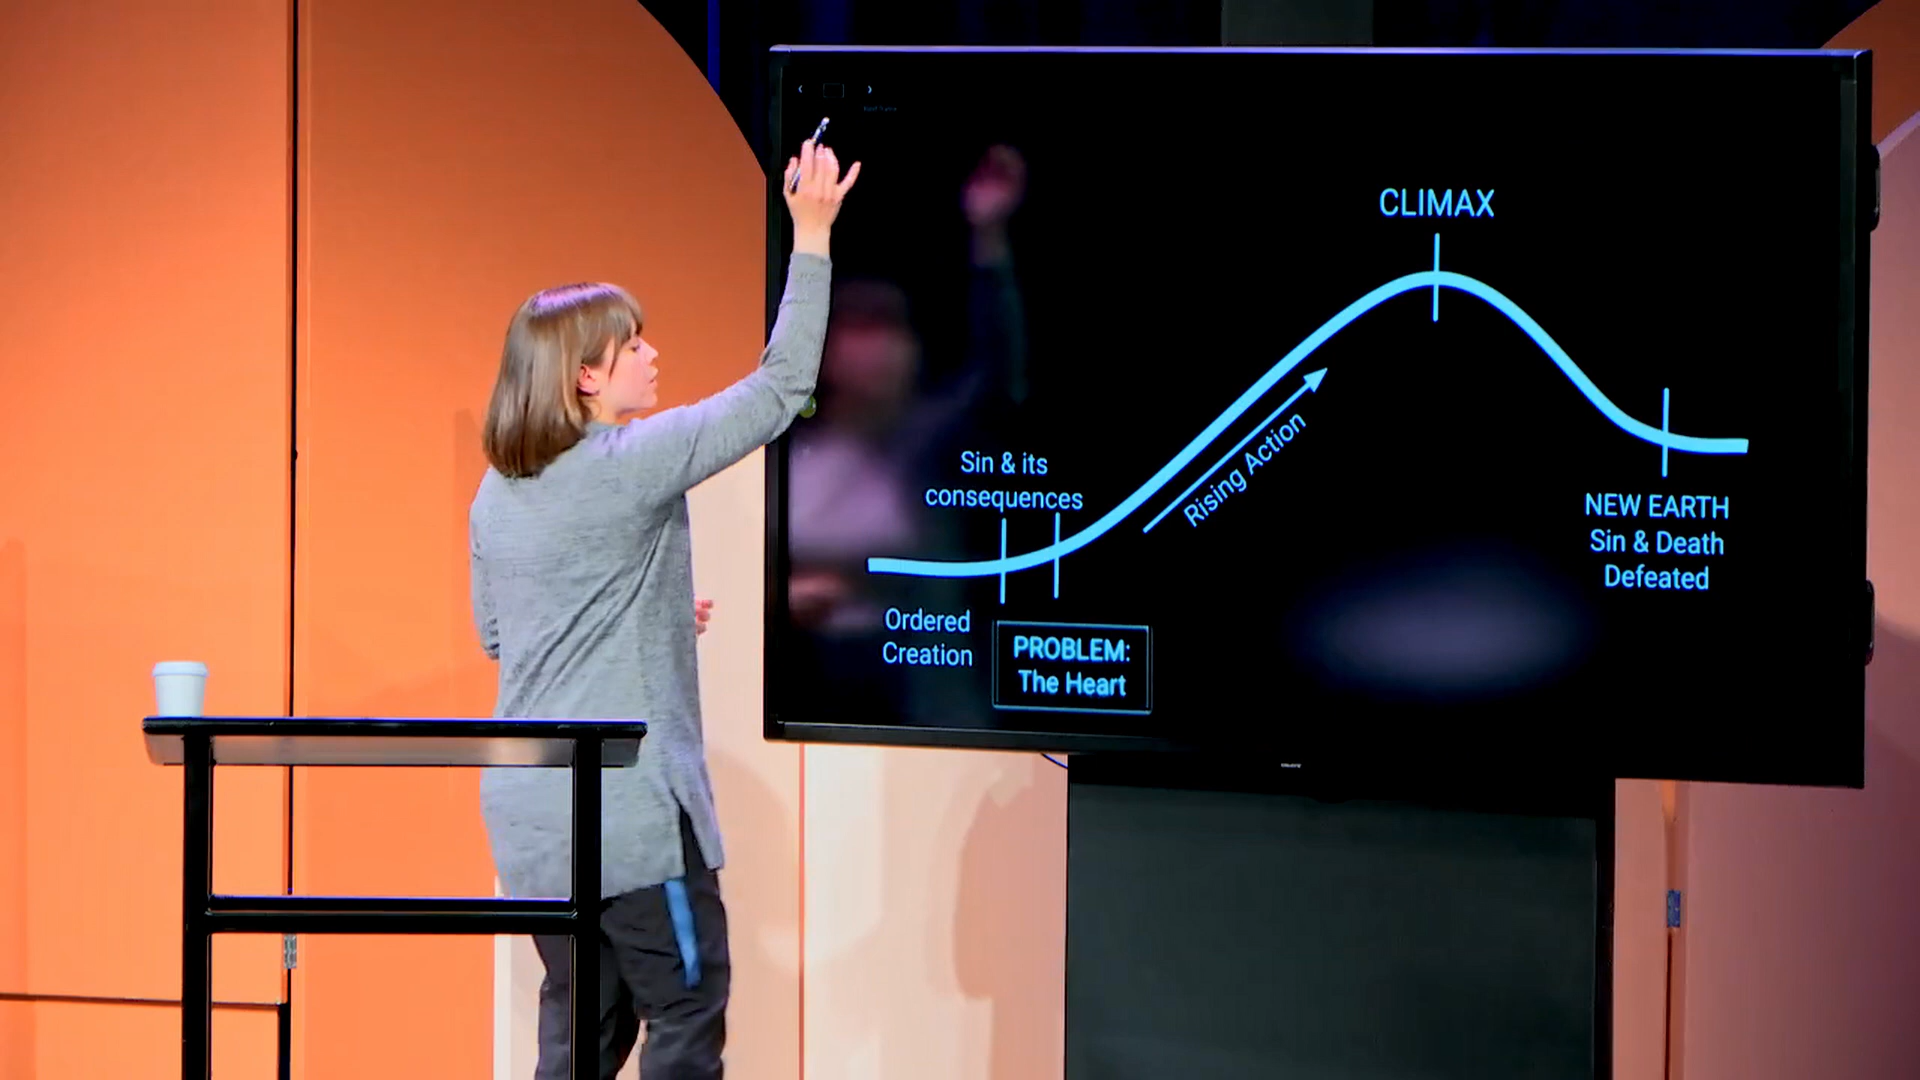 CLIMAX
Rising Action
Sin & its
consequences
Ordered
Creation
PROBLEM:
The Heart
NEW EARTH
Sin & Death
Defeated